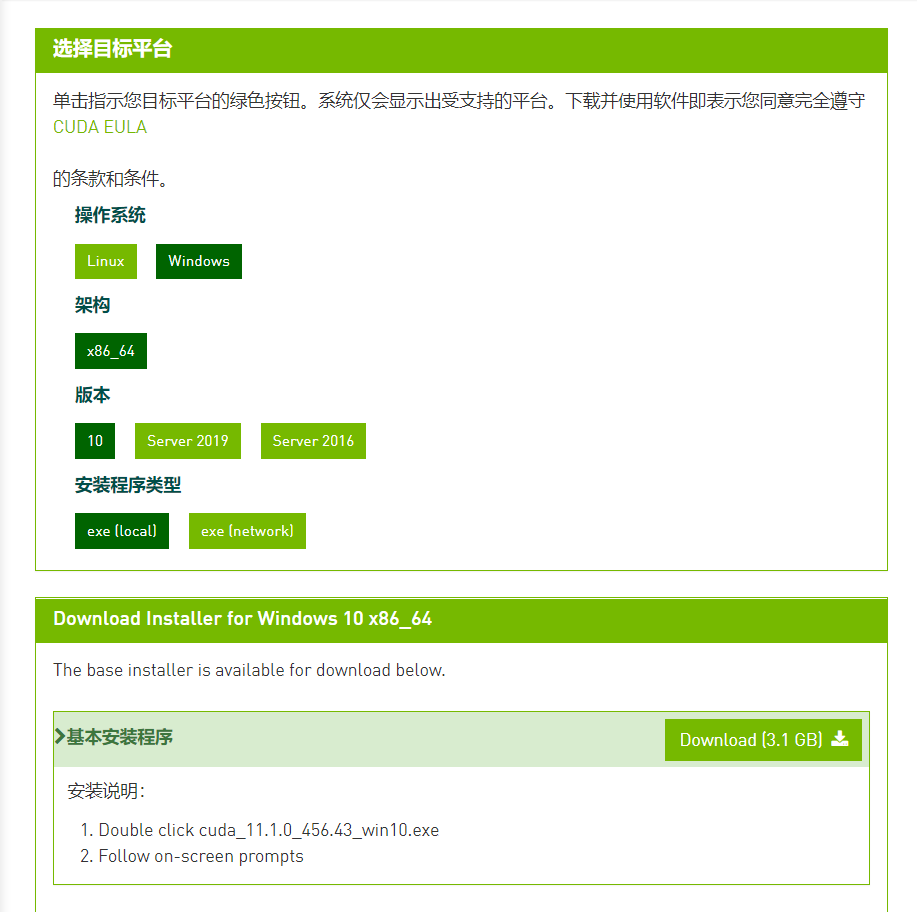 选择目标平台
单击指示您目标平台的绿色按钮。系统仅会显示出受支持的平台。下载并使用软件即表示您同意完全遵守
CUDA EULA
的条款和条件。
操作系统
Linux Windows
架构
x86_64
版本
10 Server 2019 Server 2016
安装程序类型
exe (local) exe (network)
Download Installer for Windows 10 x86_64
The base installer is available for download below.
基本安装程序 Download (3.1 GB)
安装说明：
1. Double click cuda_11.1.0_456.43_win10.exe
2. Follow on-screen prompts